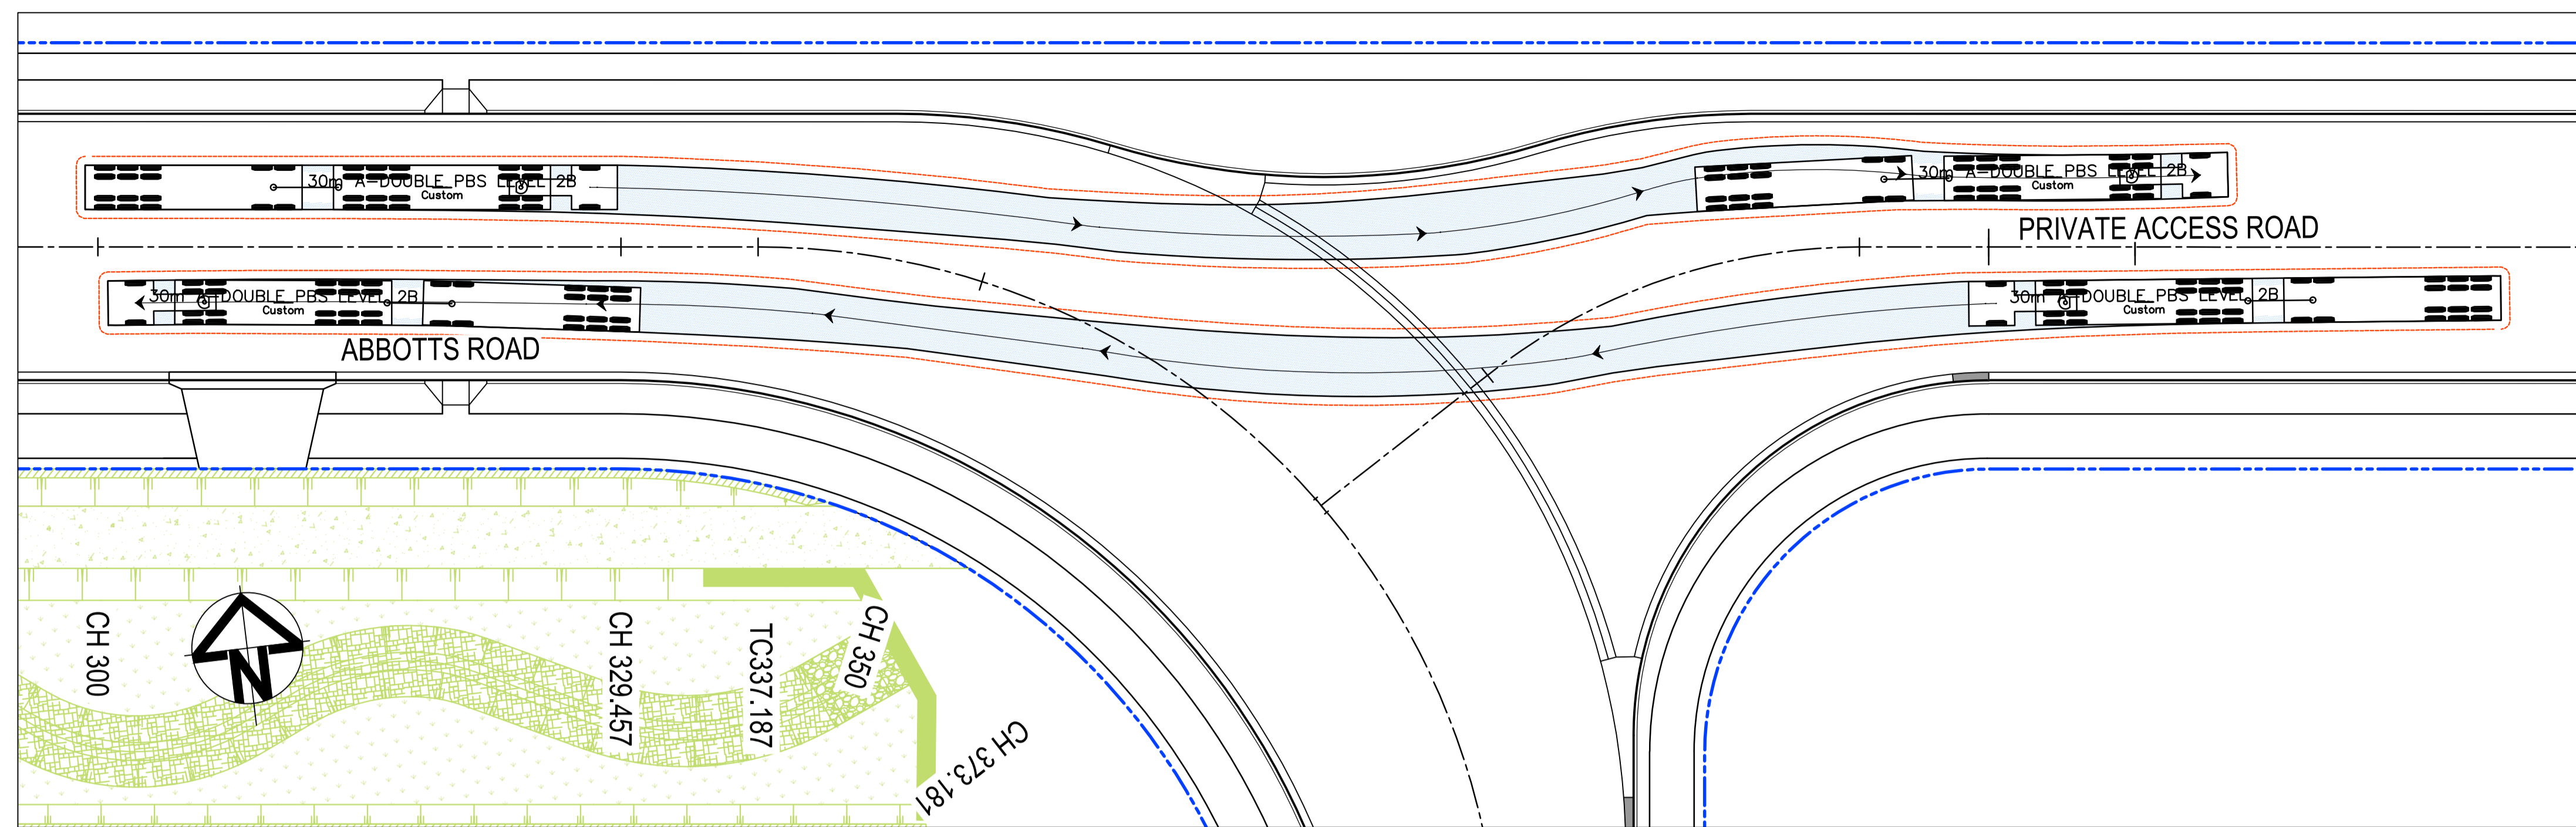 30m A-DOUBLE PBS LEVEL 2B
Custom
30m A-DOUBLE PBS LEVEL 2B
Custom
PRIVATE ACCESS ROAD
30m A-DOUBLE PBS LEVEL 2B
Custom
30m A-DOUBLE PBS LEVEL 2B
Custom
ABBOTTS ROAD
CH 300
CH 329.457
TC337.187
CH 350
CH 373.181
N